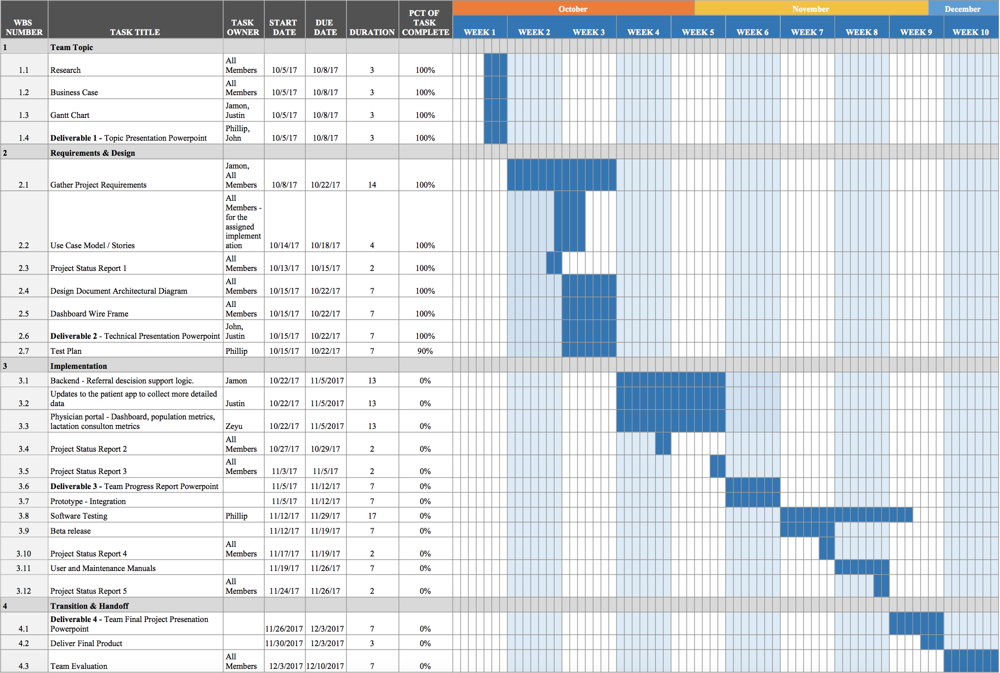 October November December
WBS NUMBER TASK TITLE TASK OWNER START DATE DUE DATE DURATION PCT OF TASK COMPLETE WEEK 1 WEEK 2 WEEK 3 WEEK 4 WEEK 5 WEEK 6 WEEK 7 WEEK 8 WEEK 9 WEEK 10
1 Team Topic
1.1 Research All Members 10/5/17 10/8/17 3 100%
1.2 Business Case All Members 10/5/17 10/8/17 3 100%
1.3 Gantt Chart Jamon, Justin 10/5/17 10/8/17 3 100%
1.4 Deliverable 1 - Topic Presentation Powerpoint Phillip, John 10/5/17 10/8/17 3 100%
2 Requirements & Design
2.1 Gather Project Requirements Jamon, All Members 10/8/17 10/22/17 14 100%
2.2 Use Case Model / Stories All Members - for the assigned implement ation 10/14/17 10/18/17 4 100%
2.3 Project Status Report 1 All Members 10/13/17 10/15/17 2 100%
2.4 Design Document Architectural Diagram All Members 10/15/17 10/22/17 7 100%
2.5 Dashboard Wire Frame All Members 10/15/17 10/22/17 7 100%
2.6 Deliverable 2 - Technical Presentation Powerpoint John, Justin 10/15/17 10/22/17 7 100%
2.7 Test Plan Phillip 10/15/17 10/22/17 7 90%
3 Implementation
3.1 Backend - Referral descision support logic. Jamon 10/22/17 11/5/2017 13 0%
3.2 Updates to the patient app to collect more detailed data Justin 10/22/17 11/5/2017 13 0%
3.3 Physician portal - Dashboard, population metrics, lactation consulton metrics Zeyu 10/22/17 11/5/2017 13 0%
3.4 Project Status Report 2 All Members 10/27/17 10/29/17 2 0%
3.5 Project Status Report 3 All Members 11/3/17 11/5/17 2 0%
3.6 Deliverable 3 - Team Progress Report Powerpoint 11/5/17 11/12/17 7 0%
3.7 Prototype - Integration 11/5/17 11/12/17 7 0%
3.8 Software Testing Phillip 11/12/17 11/29/17 17 0%
3.9 Beta release 11/12/17 11/19/17 7 0%
3.10 Project Status Report 4 All Members 11/17/17 11/19/17 2 0%
3.11 User and Maintenance Manuals 11/19/17 11/26/17 7 0%
3.12 Project Status Report 5 All Members 11/24/17 11/26/17 2 0%
4 Transition & Handoff
4.1 Deliverable 4 - Team Final Project Presenation Powerpoint 11/26/2017 12/3/2017 7 0%
4.2 Deliver Final Product 11/30/2017 12/3/2017 3 0%
4.3 Team Evaluation All Members 12/3/2017 12/10/2017 7 0%